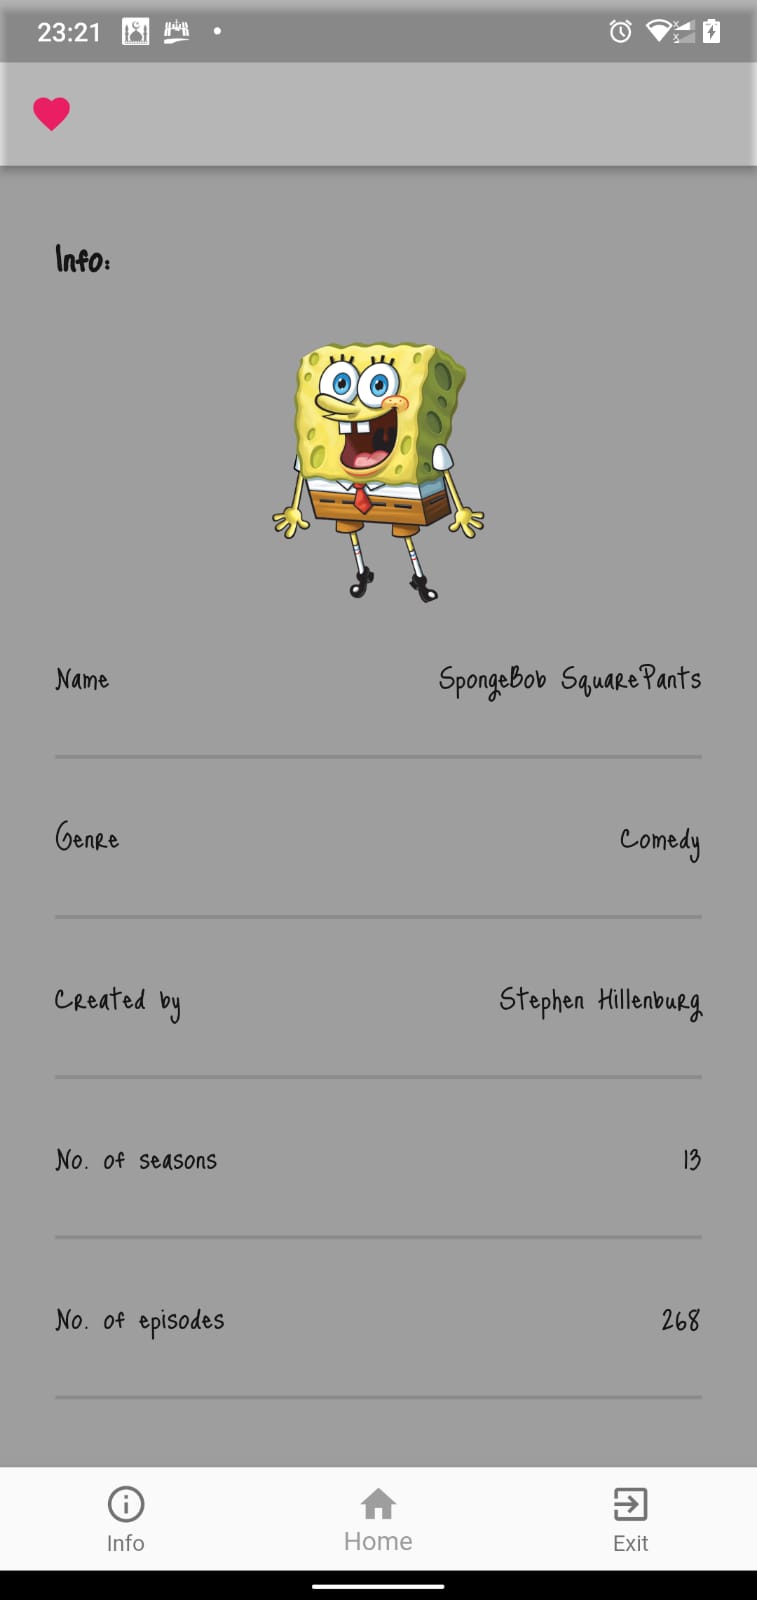 23:21
Info:
Name SpongeBob SquarePants
Genre Comedy
Created by Stephen Hillenburg
No. of seasons 13
No. of episodes 268
Info Home Exit